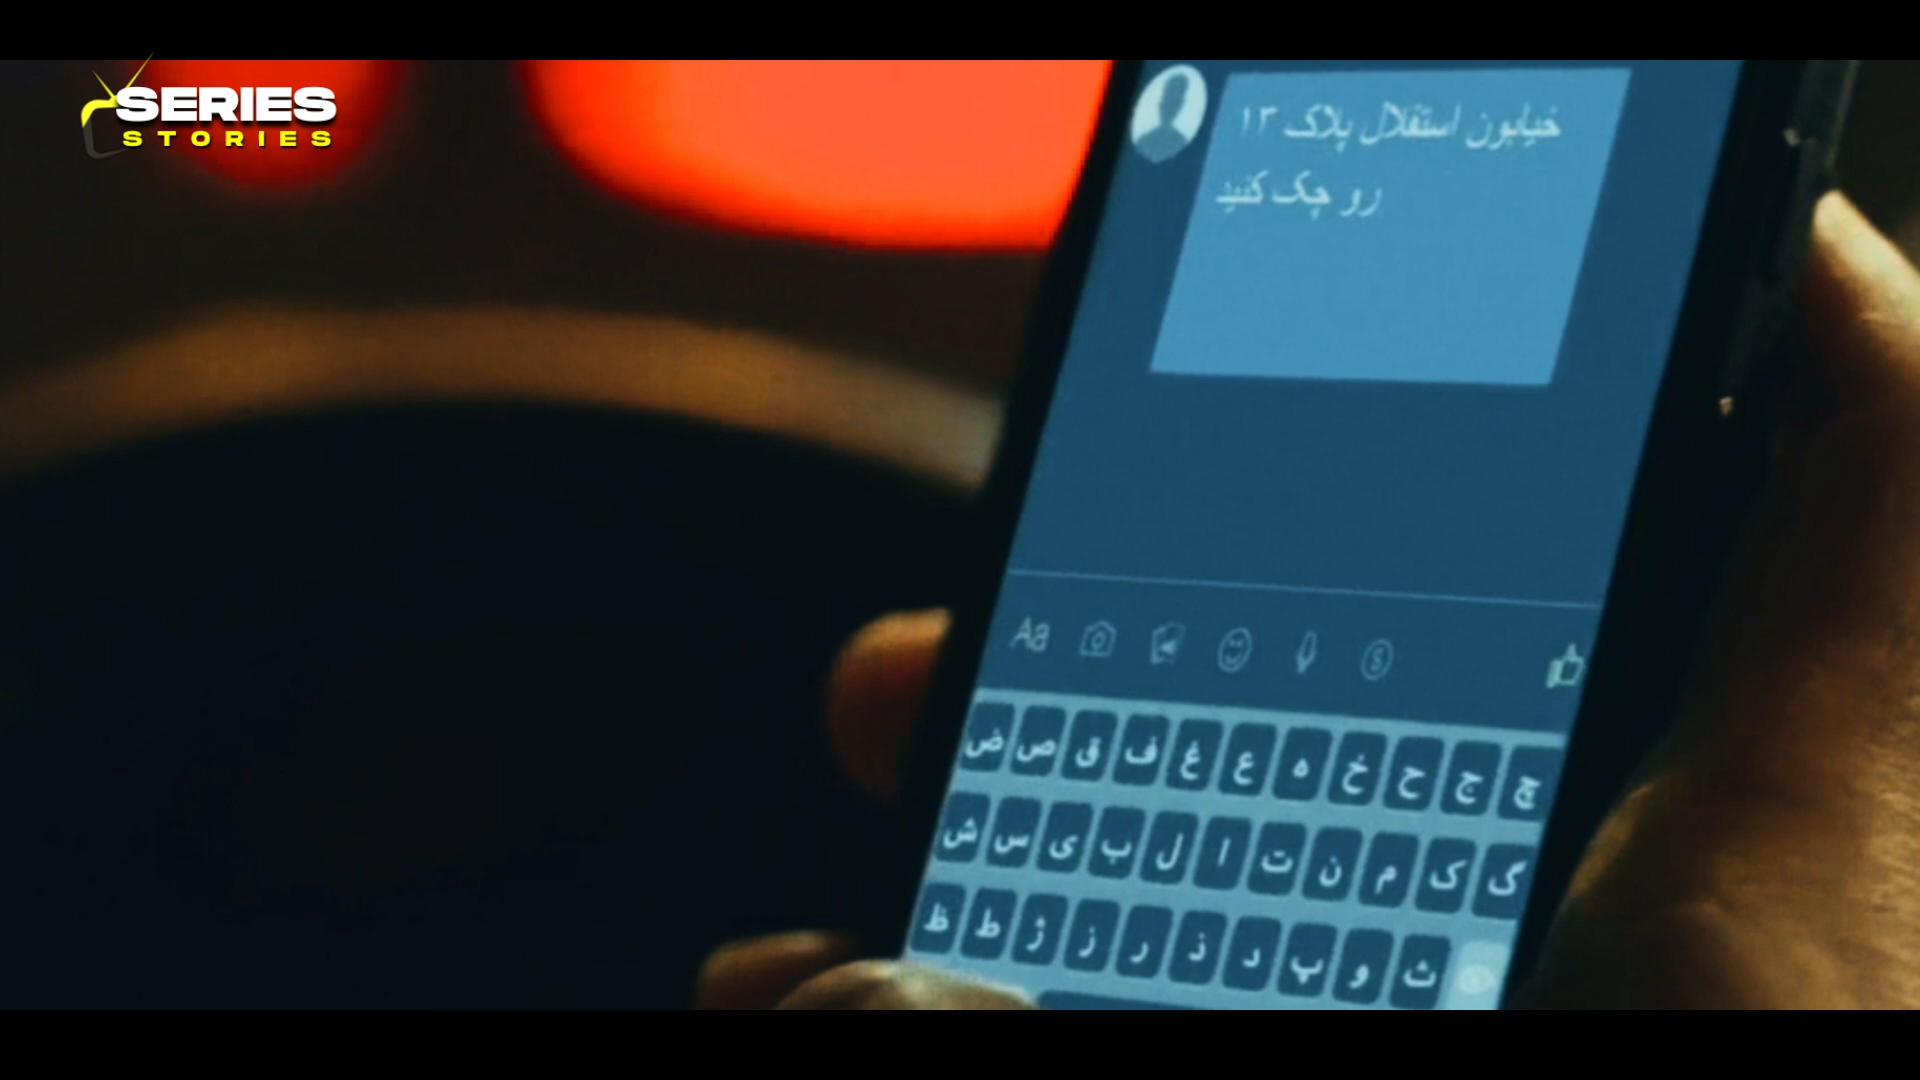 SERIES
STORIES
خیابون استقلال پلاک ۱۳
رو چک کنید
Aa
ض ص ق ف غ ع ه خ ح ج چ
ش س ی ب ل ا ت ن م ک گ
ظ ط ژ ز ر ذ د پ و ث